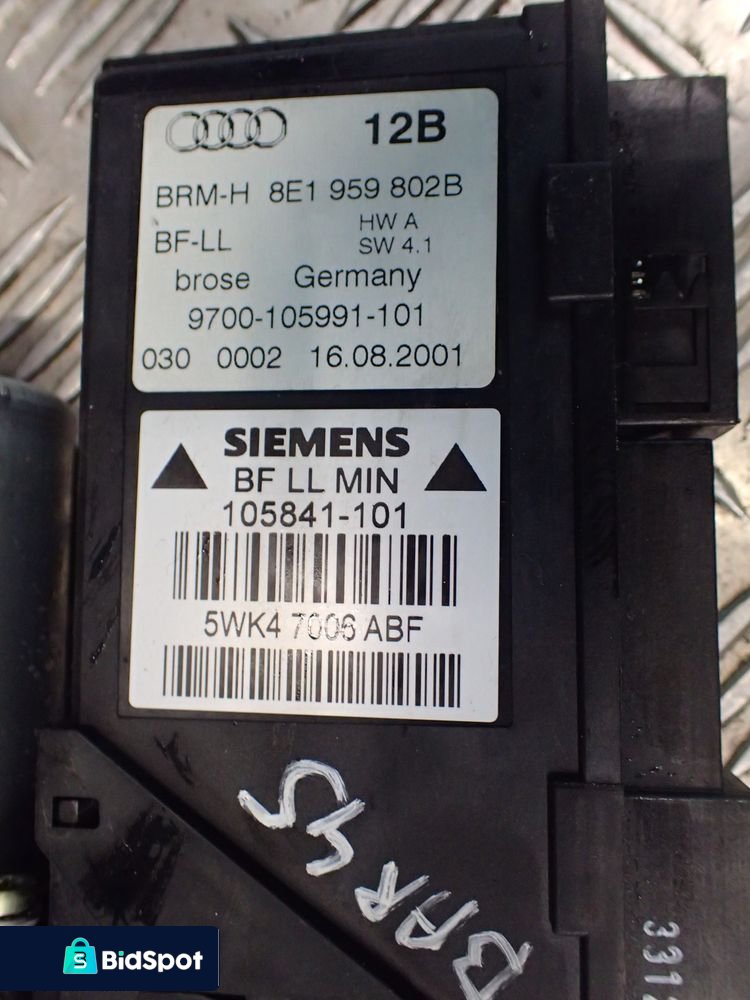 12B
BRM-H 8E1 959 802B
BF-LL HW A
SW 4.1
brose Germany
9700-105991-101
030 0002 16.08.2001
SIEMENS
BF LL MIN
105841-101
5WK4 7006 ABF
331
BidSpot